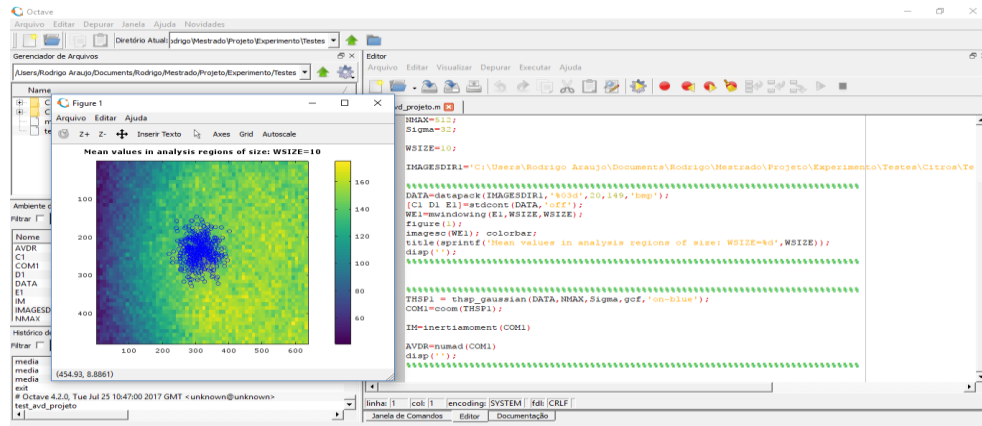 Octave
Arquivo Editar Depurar Janela Ajuda Novidades
Diretório Atual: odrigo\Mestrado\Projeto\Experimento\Testes
Gerenciador de Arquivos
/Users/Rodrigo Araujo/Documents/Rodrigo/Mestrado/Projeto/Experimento/Testes
Name
Figure 1
Arquivo Editar Ajuda
Z+ Z- Inserir Texto Axes Grid Autoscale
Mean values in analysis regions of size: WSIZE=10
100
200
300
400
100 200 300 400 500 600
160
140
120
100
80
60
(454.93, 8.8861)
Ambiente d
Filtrar
Nome
AVDR
C1
COM1
D1
DATA
E1
IM
IMAGESD
NMAX
Histórico de
Filtrar
media
media
media
exit
# Octave 4.2.0, Tue Jul 25 10:47:00 2017 GMT <unknown@unknown>
test_avd_projeto
Editor
Arquivo Editar Visualizar Depurar Executar Ajuda
vd_projeto.m
NMAX=512;
Sigma=32;
WSIZE=10;
IMAGESDIR1='C:\Users\Rodrigo Araujo\Documents\Rodrigo\Mestrado\Projeto\Experimento\Testes\Citros\Te
%%%%%%%%%%%%%%%%%%%%%%%%%%%%%%%%%%%%%%%%%%%%%%%%%%%%%%%%%%%%%%%%%%%%%%
DATA=datapack(IMAGESDIR1,'%03d',20,148,'bmp');
[C1 D1 E1]=stdcont(DATA,'off');
WE1=mwindowing(E1,WSIZE,WSIZE);
figure(1);
imagesc(WE1); colorbar;
title(sprintf('Mean values in analysis regions of size: WSIZE=%d',WSIZE));
disp('');
%%%%%%%%%%%%%%%%%%%%%%%%%%%%%%%%%%%%%%%%%%%%%%%%%%%%%%%%%%%%%%%%%%%%%%
%%%%%%%%%%%%%%%%%%%%%%%%%%%%%%%%%%%%%%%%%%%%%%%%%%%%%%%%%%%%%%%%%%%%%%
THSP1 = thsp_gaussian(DATA,NMAX,Sigma,gcf,'on-blue');
COM1=coom(THSP1);
IM=inertiamoment(COM1)
AVDR=numad(COM1)
disp('');
%%%%%%%%%%%%%%%%%%%%%%%%%%%%%%%%%%%%%%%%%%%%%%%%%%%%%%%%%%%%%%%%%%%%%%
linha: 1 col: 1 encoding: SYSTEM fdl: CRLF
Janela de Comandos Editor Documentação